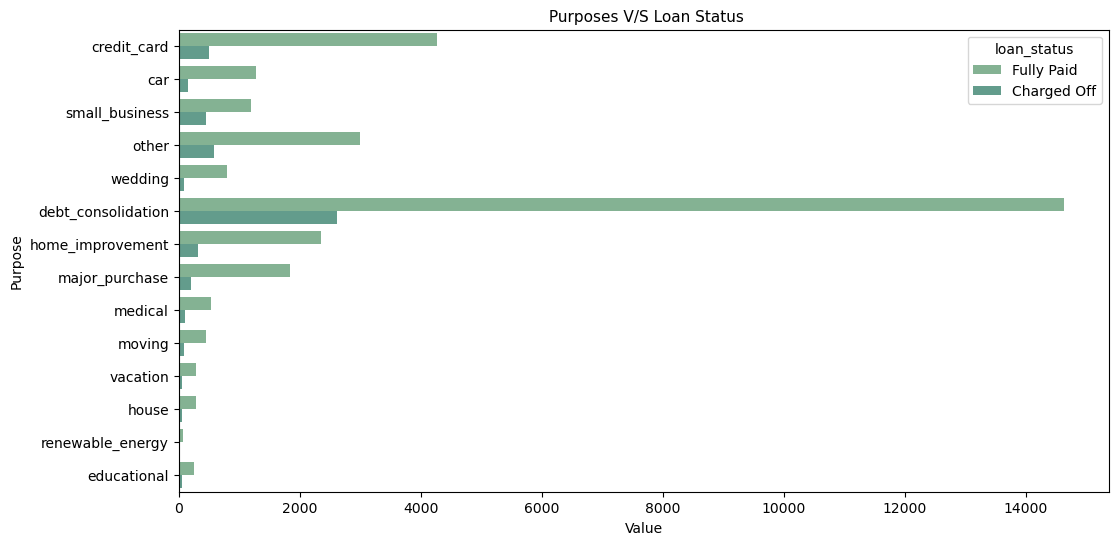 Purposes V/S Loan Status
loan_status
Fully Paid
Charged Off
Purpose
credit_card
car
small_business
other
wedding
debt_consolidation
home_improvement
major_purchase
medical
moving
vacation
house
renewable_energy
educational
0 2000 4000 6000 8000 10000 12000 14000
Value